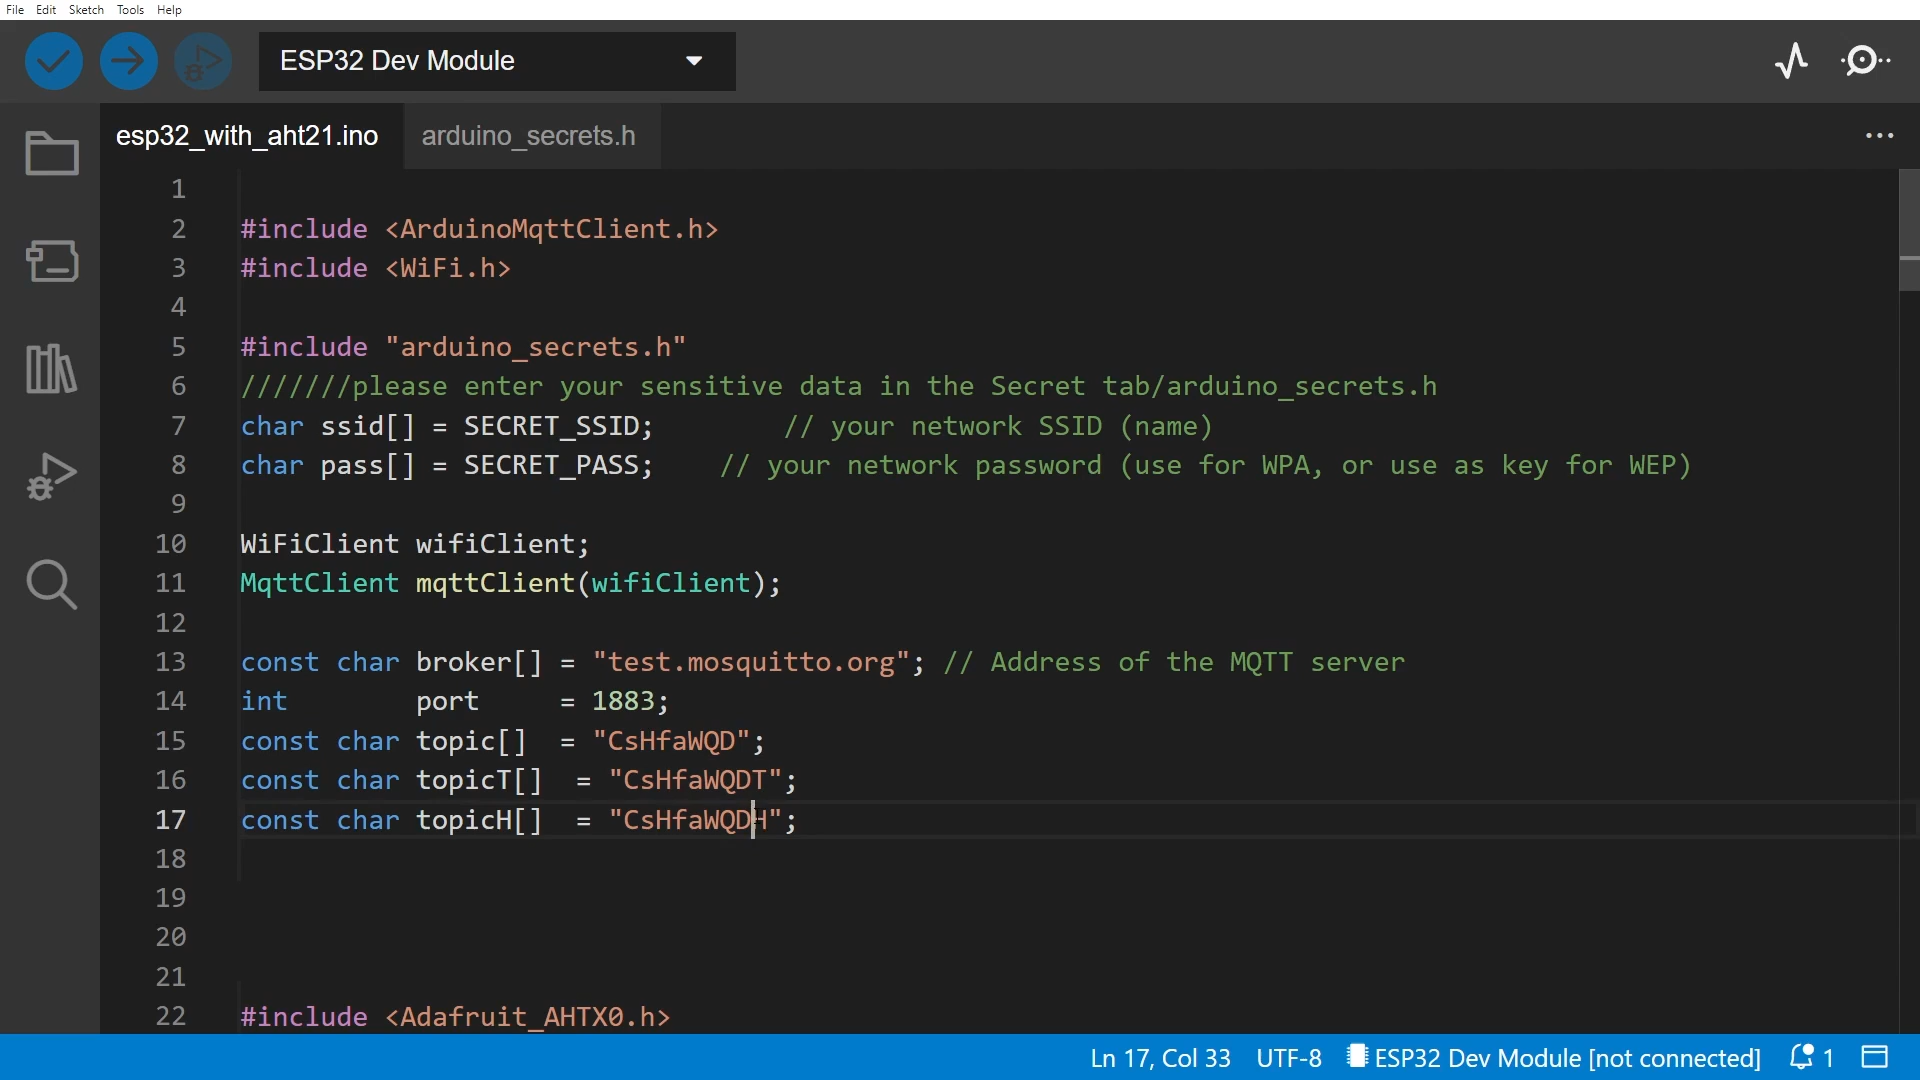 File Edit Sketch Tools Help
ESP32 Dev Module
esp32_with_aht21.ino arduino_secrets.h
1
2 #include <ArduinoMqttClient.h>
3 #include <WiFi.h>
4
5 #include "arduino_secrets.h"
6 ///////please enter your sensitive data in the Secret tab/arduino_secrets.h
7 char ssid[] = SECRET_SSID;        // your network SSID (name)
8 char pass[] = SECRET_PASS;    // your network password (use for WPA, or use as key for WEP)
9
10 WiFiClient wifiClient;
11 MqttClient mqttClient(wifiClient);
12
13 const char broker[] = "test.mosquitto.org"; // Address of the MQTT server
14 int        port     = 1883;
15 const char topic[]  = "CsHfaWQD";
16 const char topicT[]  = "CsHfaWQDT";
17 const char topicH[]  = "CsHfaWQDH";
18
19
20
21
22 #include <Adafruit_AHTX0.h>
Ln 17, Col 33 UTF-8 ESP32 Dev Module [not connected] 1